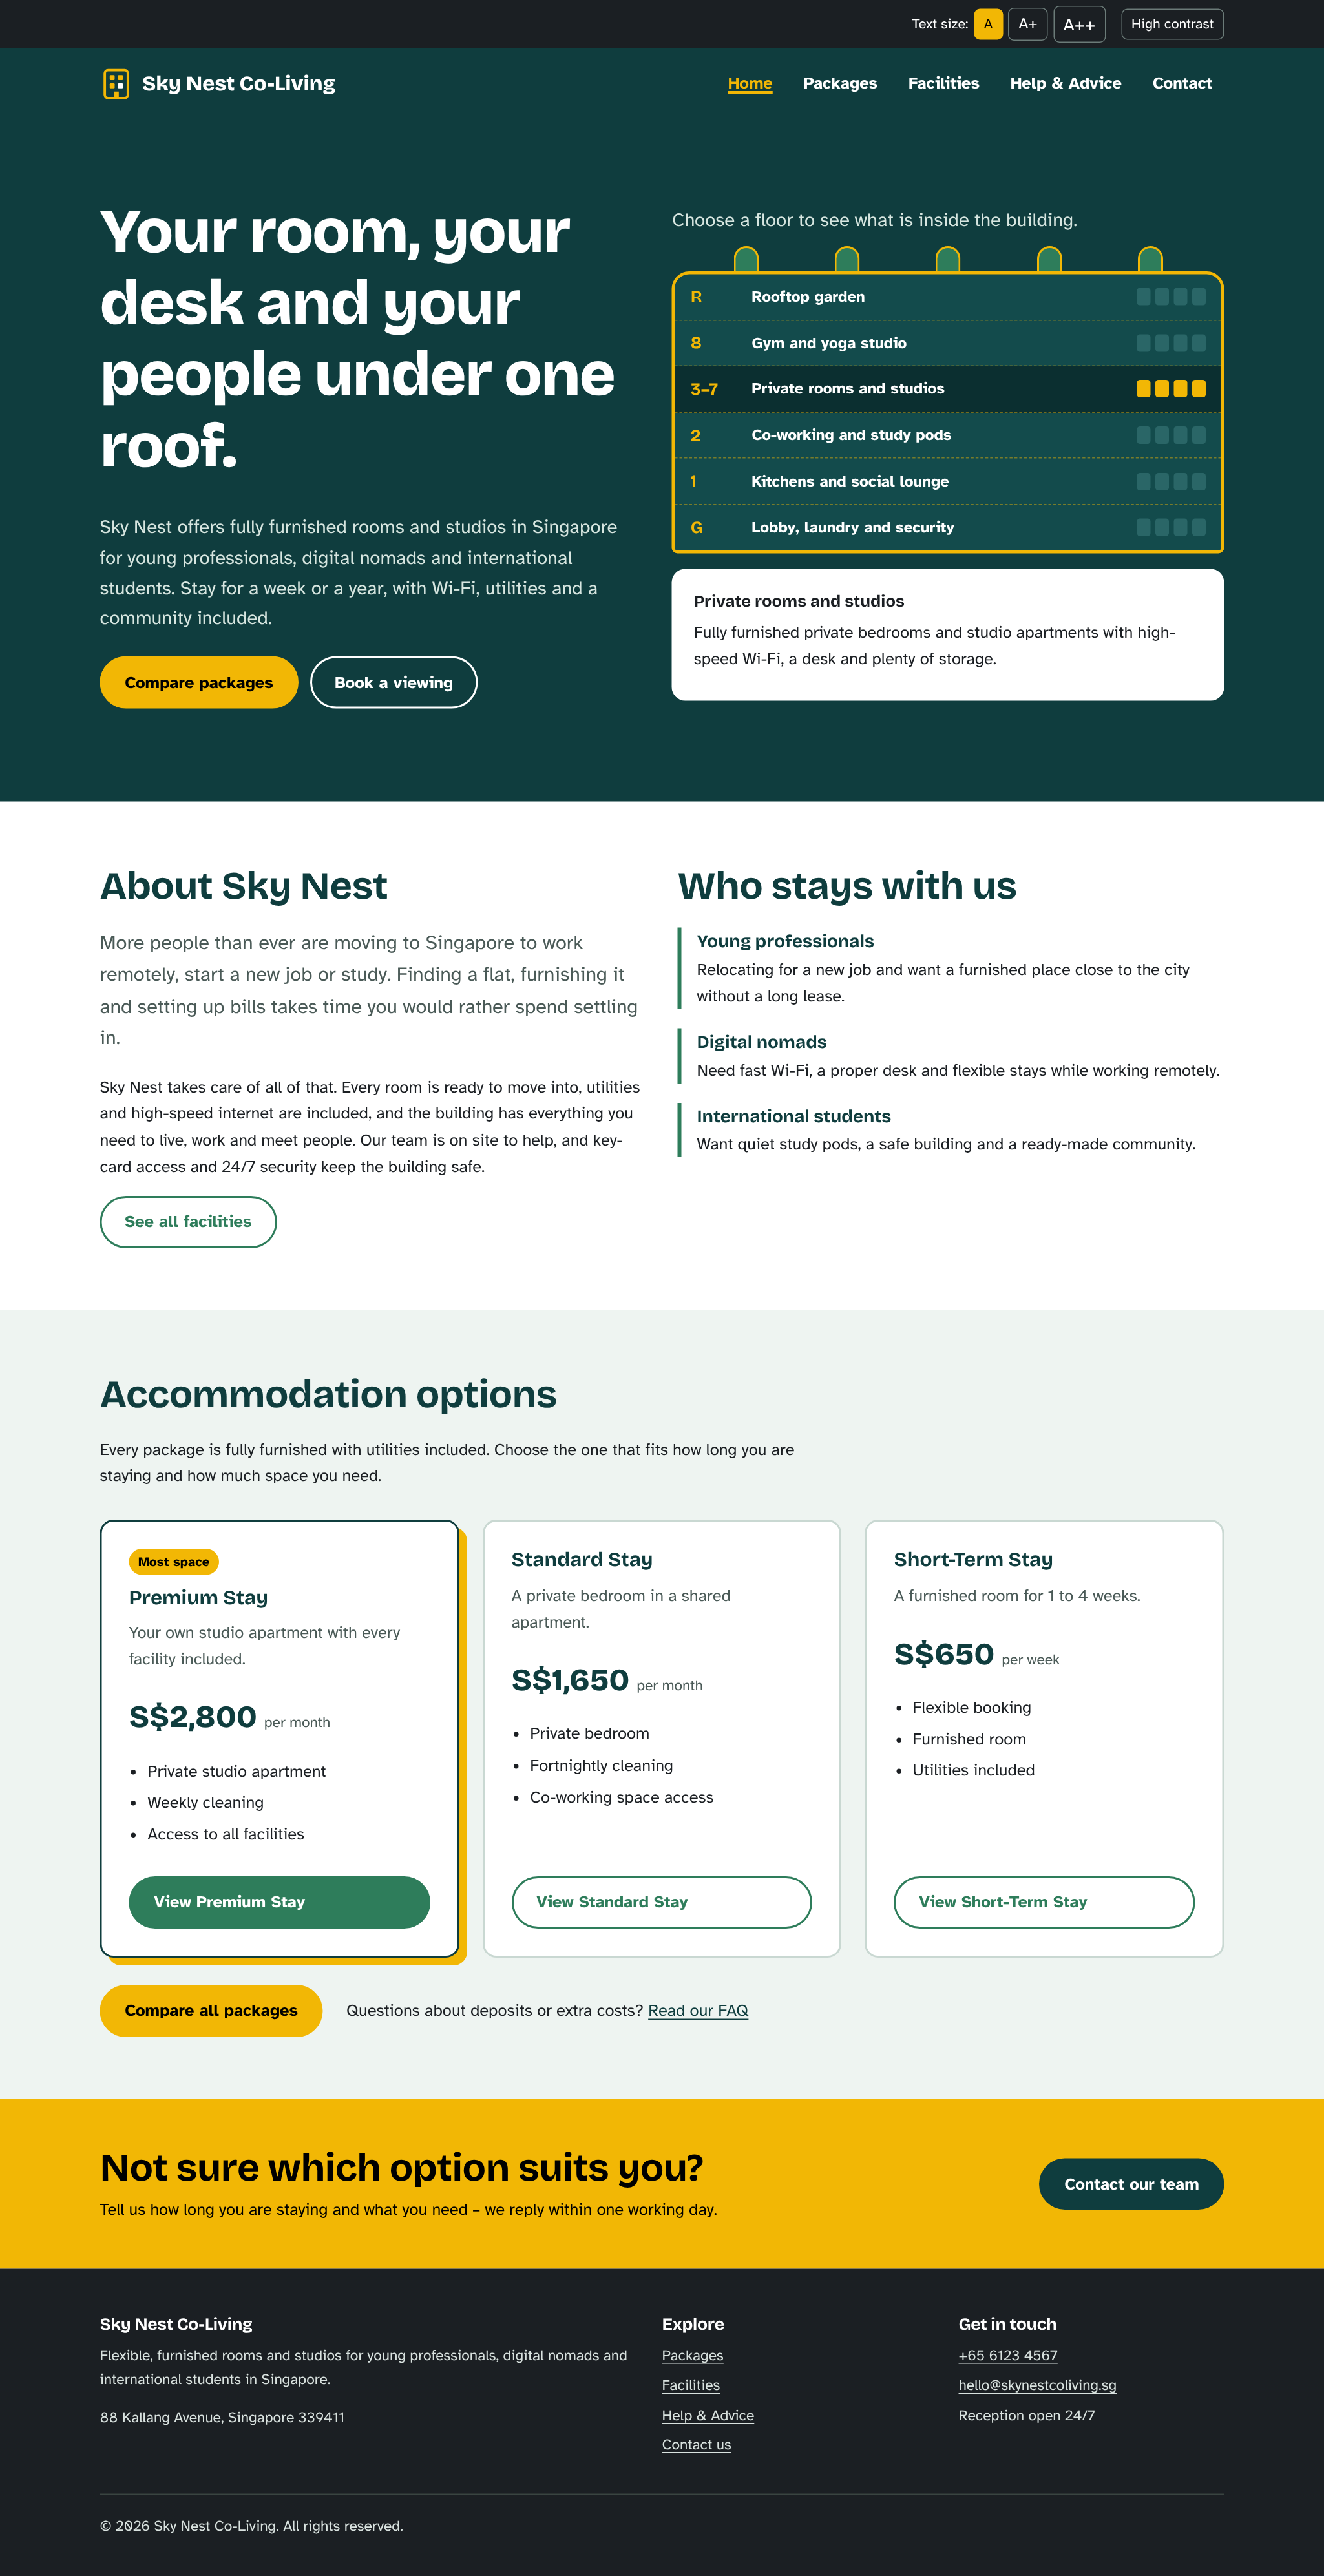 Text size: A A+ A++ High contrast
Sky Nest Co-Living
Home Packages Facilities Help & Advice Contact
Your room, your
desk and your
people under one
roof.
Sky Nest offers fully furnished rooms and studios in Singapore
for young professionals, digital nomads and international
students. Stay for a week or a year, with Wi-Fi, utilities and a
community included.
Compare packages
Book a viewing
Choose a floor to see what is inside the building.
R Rooftop garden
8 Gym and yoga studio
3–7 Private rooms and studios
2 Co-working and study pods
1 Kitchens and social lounge
G Lobby, laundry and security
Private rooms and studios
Fully furnished private bedrooms and studio apartments with high-
speed Wi-Fi, a desk and plenty of storage.
About Sky Nest
More people than ever are moving to Singapore to work
remotely, start a new job or study. Finding a flat, furnishing it
and setting up bills takes time you would rather spend settling
in.
Sky Nest takes care of all of that. Every room is ready to move into, utilities
and high-speed internet are included, and the building has everything you
need to live, work and meet people. Our team is on site to help, and key-
card access and 24/7 security keep the building safe.
See all facilities
Who stays with us
Young professionals
Relocating for a new job and want a furnished place close to the city
without a long lease.
Digital nomads
Need fast Wi-Fi, a proper desk and flexible stays while working remotely.
International students
Want quiet study pods, a safe building and a ready-made community.
Accommodation options
Every package is fully furnished with utilities included. Choose the one that fits how long you are
staying and how much space you need.
Most space
Premium Stay
Your own studio apartment with every
facility included.
S$2,800 per month
• Private studio apartment
• Weekly cleaning
• Access to all facilities
View Premium Stay
Standard Stay
A private bedroom in a shared
apartment.
S$1,650 per month
• Private bedroom
• Fortnightly cleaning
• Co-working space access
View Standard Stay
Short-Term Stay
A furnished room for 1 to 4 weeks.
S$650 per week
• Flexible booking
• Furnished room
• Utilities included
View Short-Term Stay
Compare all packages
Questions about deposits or extra costs? Read our FAQ
Not sure which option suits you?
Tell us how long you are staying and what you need – we reply within one working day.
Contact our team
Sky Nest Co-Living
Flexible, furnished rooms and studios for young professionals, digital nomads and
international students in Singapore.
88 Kallang Avenue, Singapore 339411
Explore
Packages
Facilities
Help & Advice
Contact us
Get in touch
+65 6123 4567
hello@skynestcoliving.sg
Reception open 24/7
© 2026 Sky Nest Co-Living. All rights reserved.